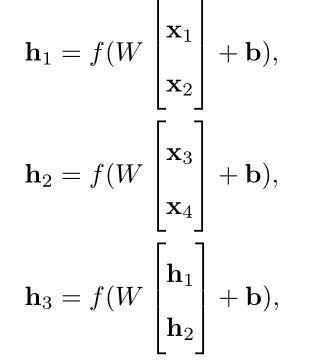 h₁ = f(W [x₁ x₂] + b),
h₂ = f(W [x₃ x₄] + b),
h₃ = f(W [h₁ h₂] + b),